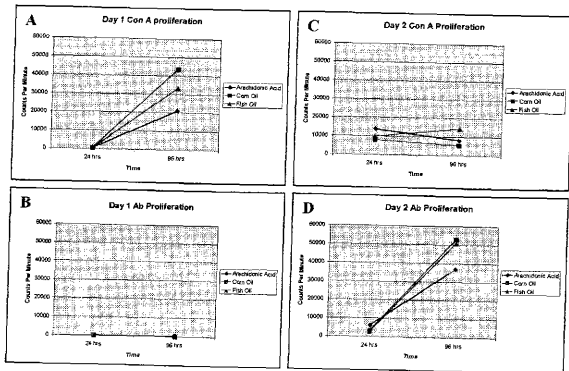 A
Day 1 Con A proliferation
Counts Per Minute
60000
50000
40000
30000
20000
10000
0
24 hrs
96 hrs
Time
Arachidonic Acid
Corn Oil
Fish Oil
C
Day 2 Con A Proliferation
Counts Per Minute
60000
50000
40000
30000
20000
10000
0
24 hrs
96 hrs
Time
Arachidonic Acid
Corn Oil
Fish Oil
B
Day 1 Ab Proliferation
Counts Per Minute
60000
50000
40000
30000
20000
10000
0
24 hrs
96 hrs
Time
Arachidonic Acid
Corn Oil
Fish Oil
D
Day 2 Ab Proliferation
Counts Per Minute
60000
50000
40000
30000
20000
10000
0
24 hrs
96 hrs
Time
Arachidonic Acid
Corn Oil
Fish Oil